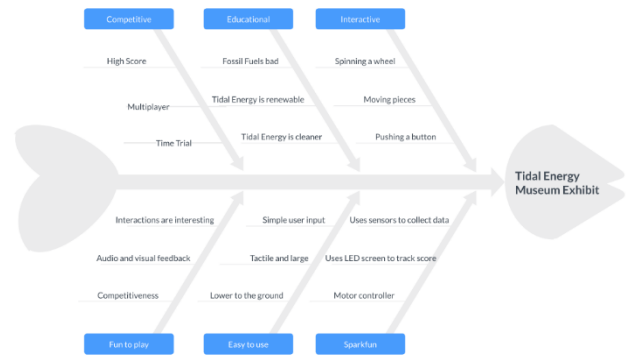 Competitive
Educational
Interactive
High Score
Fossil Fuels bad
Spinning a wheel
Multiplayer
Tidal Energy is renewable
Moving pieces
Time Trial
Tidal Energy is cleaner
Pushing a button
Tidal Energy
Museum Exhibit
Interactions are interesting
Simple user input
Uses sensors to collect data
Audio and visual feedback
Tactile and large
Uses LED screen to track score
Competitiveness
Lower to the ground
Motor controller
Fun to play
Easy to use
Sparkfun